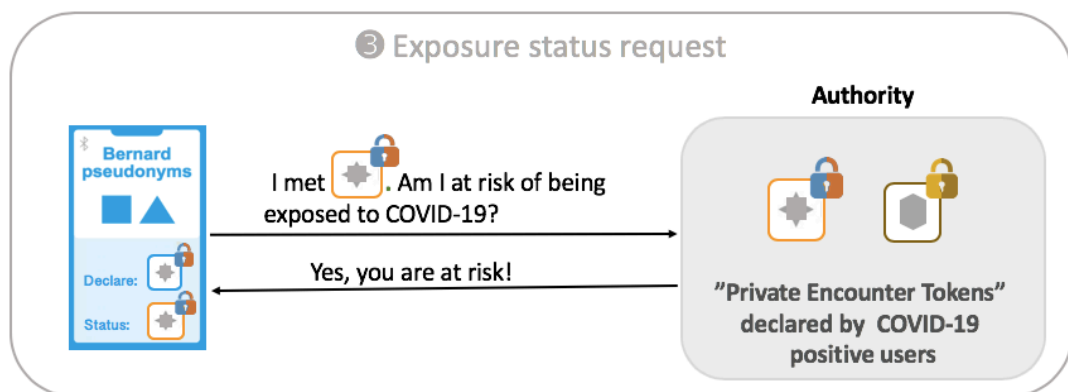 ❸ Exposure status request
Authority
Bernard
pseudonyms
I met . Am I at risk of being
exposed to COVID-19?
Yes, you are at risk!
Declare:
Status:
”Private Encounter Tokens”
declared by COVID-19
positive users